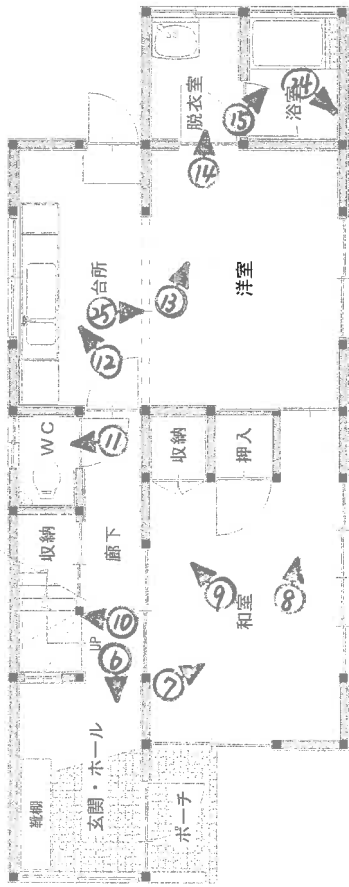 脱衣室
浴室
⑮
㉔
⑭
台所
㉕
⑬
⑫
洋室
WC
⑪
収納
押入
収納
廊下
⑩
UP
⑥
⑨
和室
⑧
⑦
靴棚
玄関・ホール
ポーチ